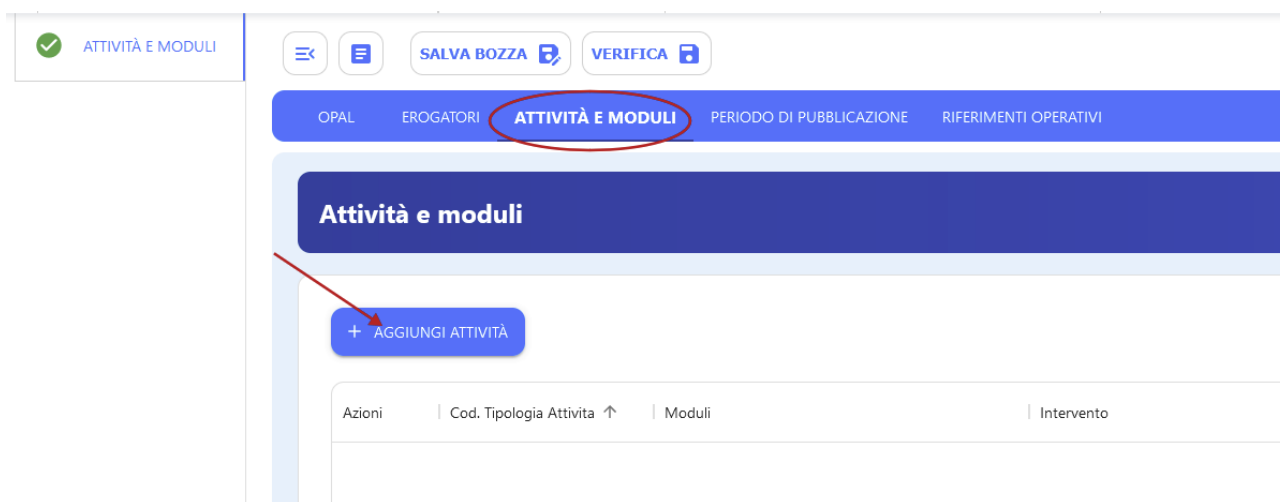 ATTIVITÀ E MODULI
SALVA BOZZA VERIFICA
OPAL EROGATORI ATTIVITÀ E MODULI PERIODO DI PUBBLICAZIONE RIFERIMENTI OPERATIVI
Attività e moduli
+ AGGIUNGI ATTIVITÀ
Azioni Cod. Tipologia Attivita ↑ Moduli Intervento